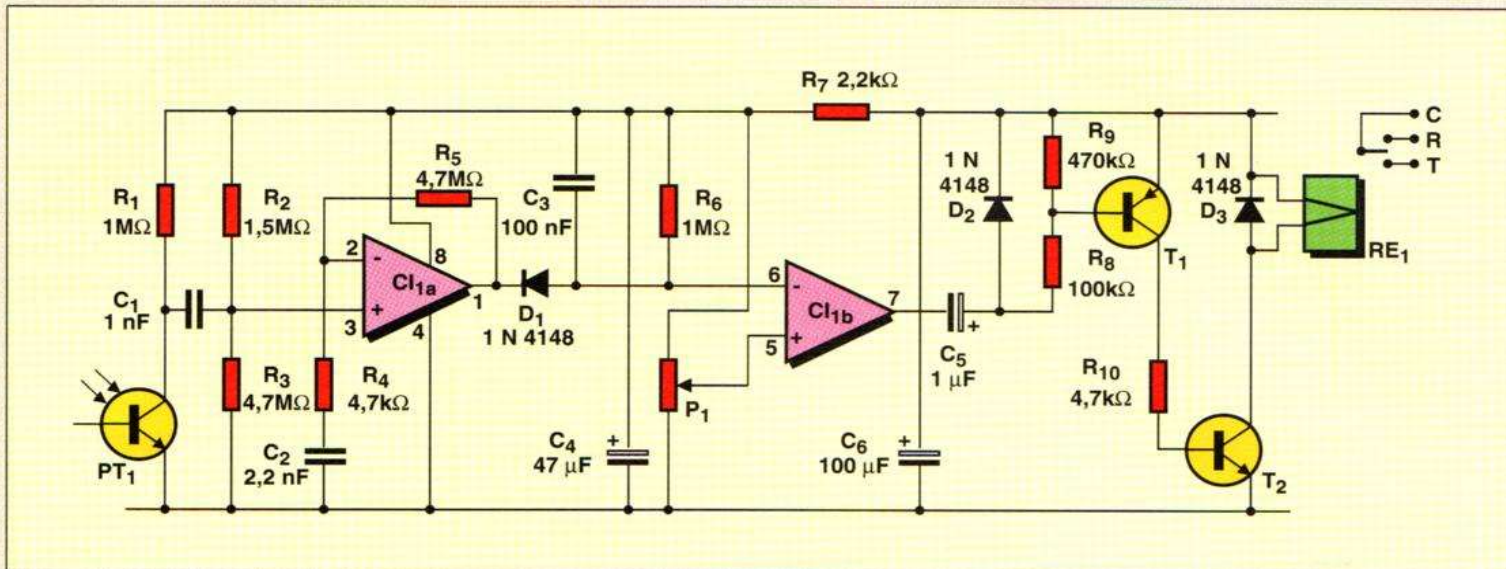 R7 2,2kΩ
C
R
T
R9
470kΩ
1 N
4148
D2
1 N
4148
D3
R1
1MΩ
R2
1,5MΩ
R5
4,7MΩ
C3
100 nF
R6
1MΩ
T1
RE1
2
-
8
CI1a
1
+
3
4
D1
1 N 4148
C1
1 nF
6
-
CI1b
7
+
5
R8
100kΩ
C5
1 µF
+
R3
4,7MΩ
R4
4,7kΩ
P1
R10
4,7kΩ
PT1
C2
2,2 nF
C4
47 µF
+
C6
100 µF
+
T2